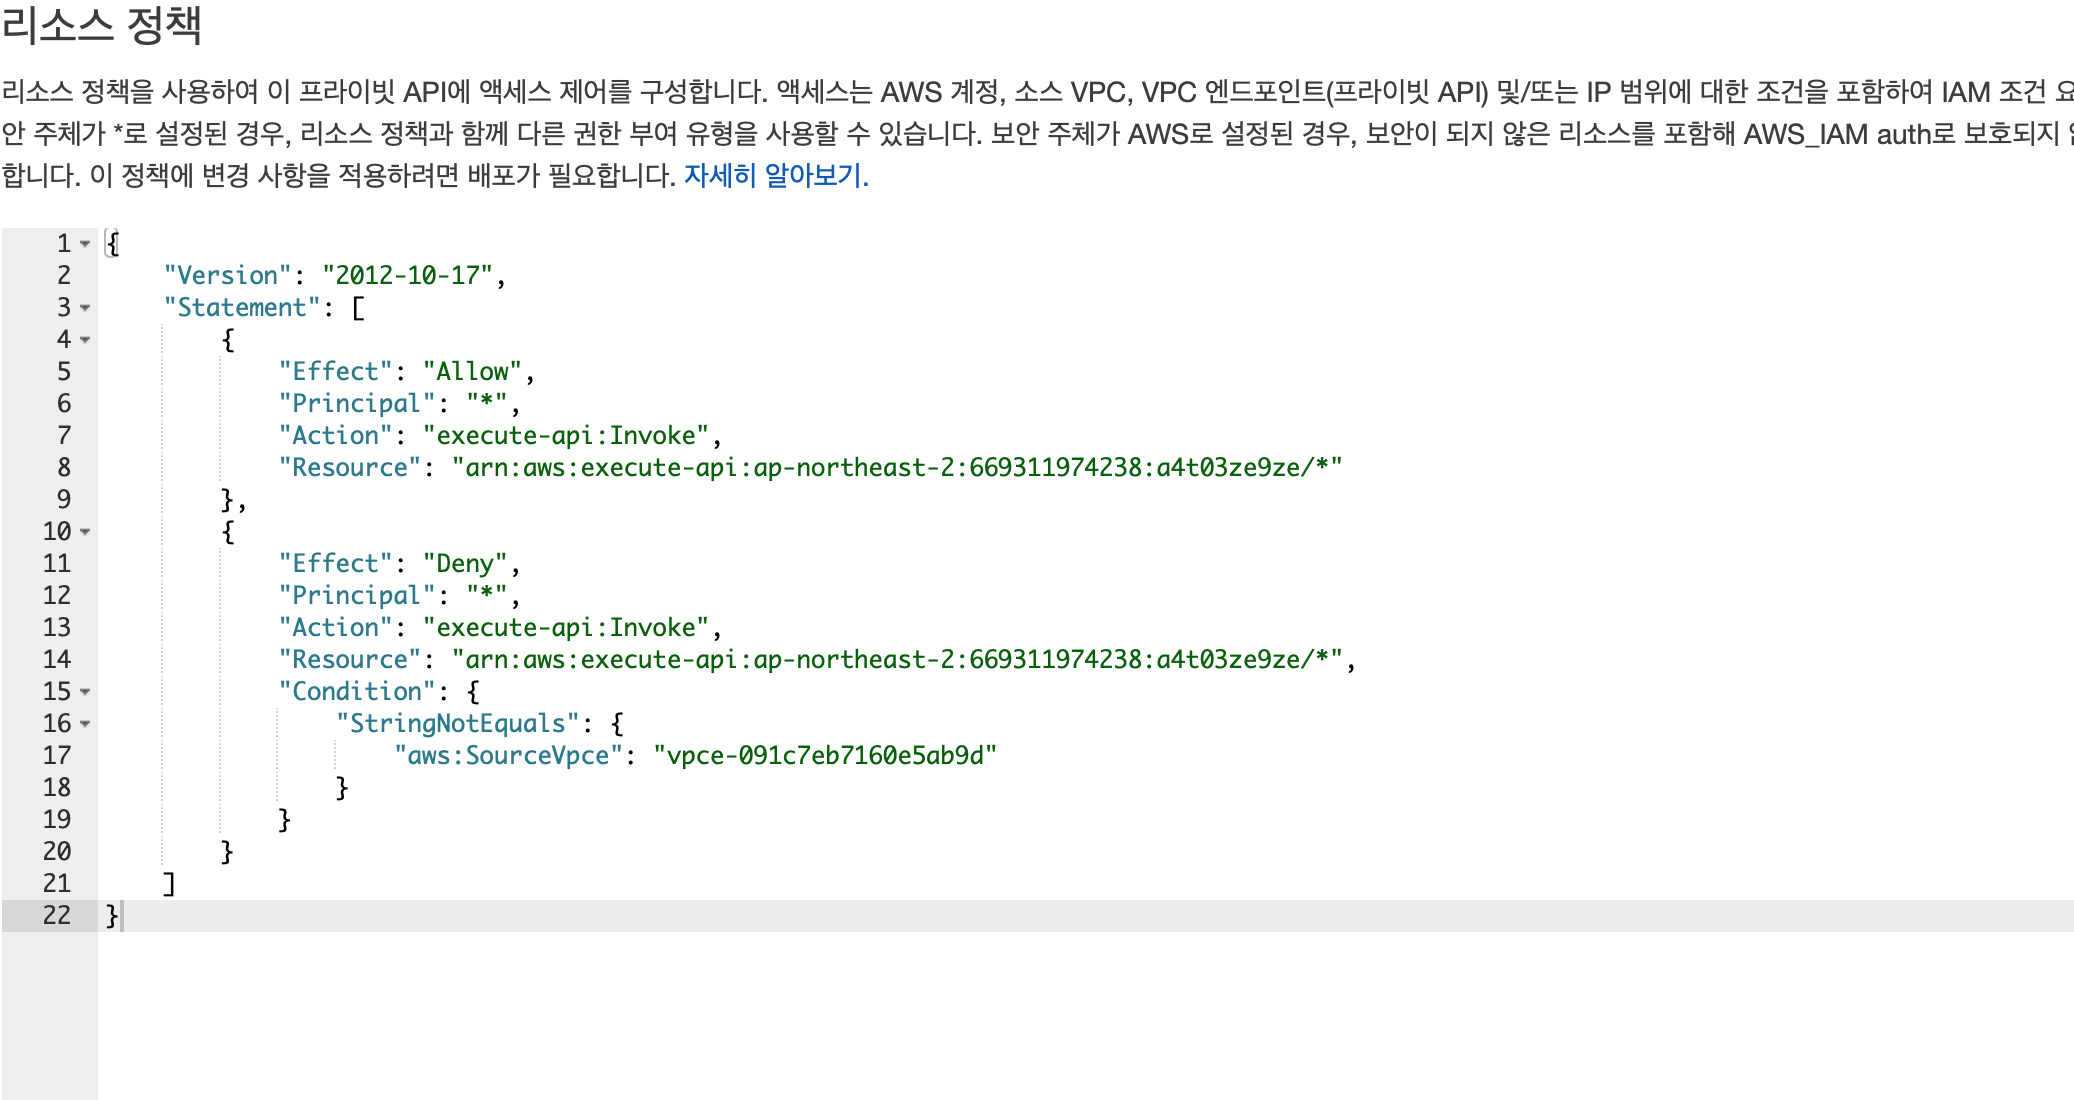 리소스 정책
리소스 정책을 사용하여 이 프라이빗 API에 액세스 제어를 구성합니다. 액세스는 AWS 계정, 소스 VPC, VPC 엔드포인트(프라이빗 API) 및/또는 IP 범위에 대한 조건을 포함하여 IAM 조건 요
안 주체가 *로 설정된 경우, 리소스 정책과 함께 다른 권한 부여 유형을 사용할 수 있습니다. 보안 주체가 AWS로 설정된 경우, 보안이 되지 않은 리소스를 포함해 AWS_IAM auth로 보호되지
합니다. 이 정책에 변경 사항을 적용하려면 배포가 필요합니다. 자세히 알아보기.
1 {
2 "Version": "2012-10-17",
3 "Statement": [
4 {
5 "Effect": "Allow",
6 "Principal": "*",
7 "Action": "execute-api:Invoke",
8 "Resource": "arn:aws:execute-api:ap-northeast-2:669311974238:a4t03ze9ze/*"
9 },
10 {
11 "Effect": "Deny",
12 "Principal": "*",
13 "Action": "execute-api:Invoke",
14 "Resource": "arn:aws:execute-api:ap-northeast-2:669311974238:a4t03ze9ze/*",
15 "Condition": {
16 "StringNotEquals": {
17 "aws:SourceVpce": "vpce-091c7eb7160e5ab9d"
18 }
19 }
20 }
21 ]
22 }